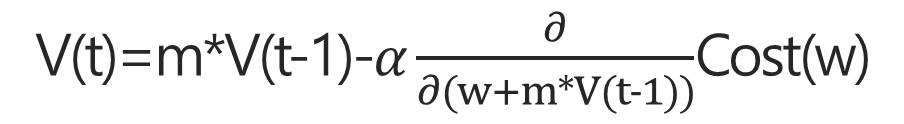 V(t)=m*V(t-1)-α ∂/∂(w+m*V(t-1)) Cost(w)